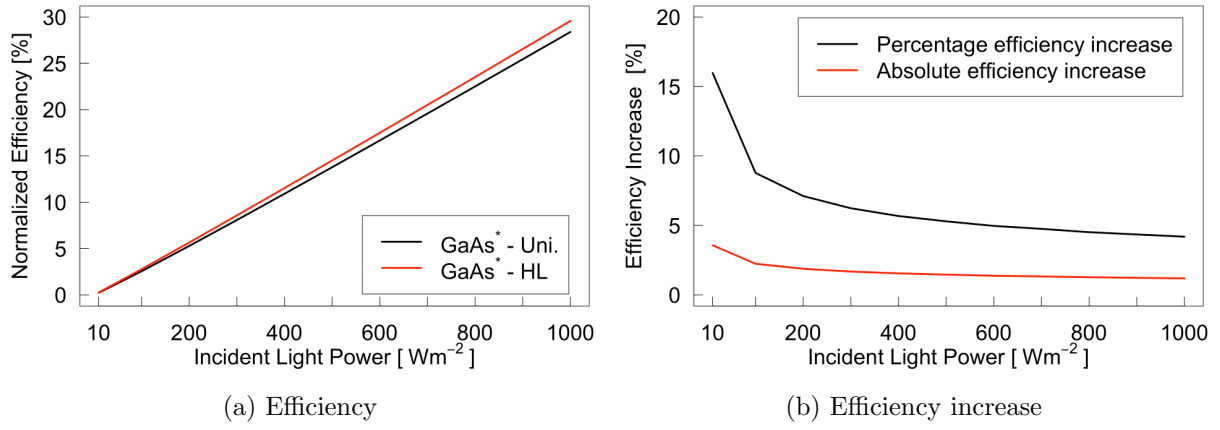 Normalized Efficiency [%]
30
25
20
15
10
5
0
GaAs* - Uni.
GaAs* - HL
10 200 400 600 800 1000
Incident Light Power [ Wm⁻² ]
(a) Efficiency
Efficiency Increase [%]
20
15
10
5
0
Percentage efficiency increase
Absolute efficiency increase
10 200 400 600 800 1000
Incident Light Power [ Wm⁻² ]
(b) Efficiency increase